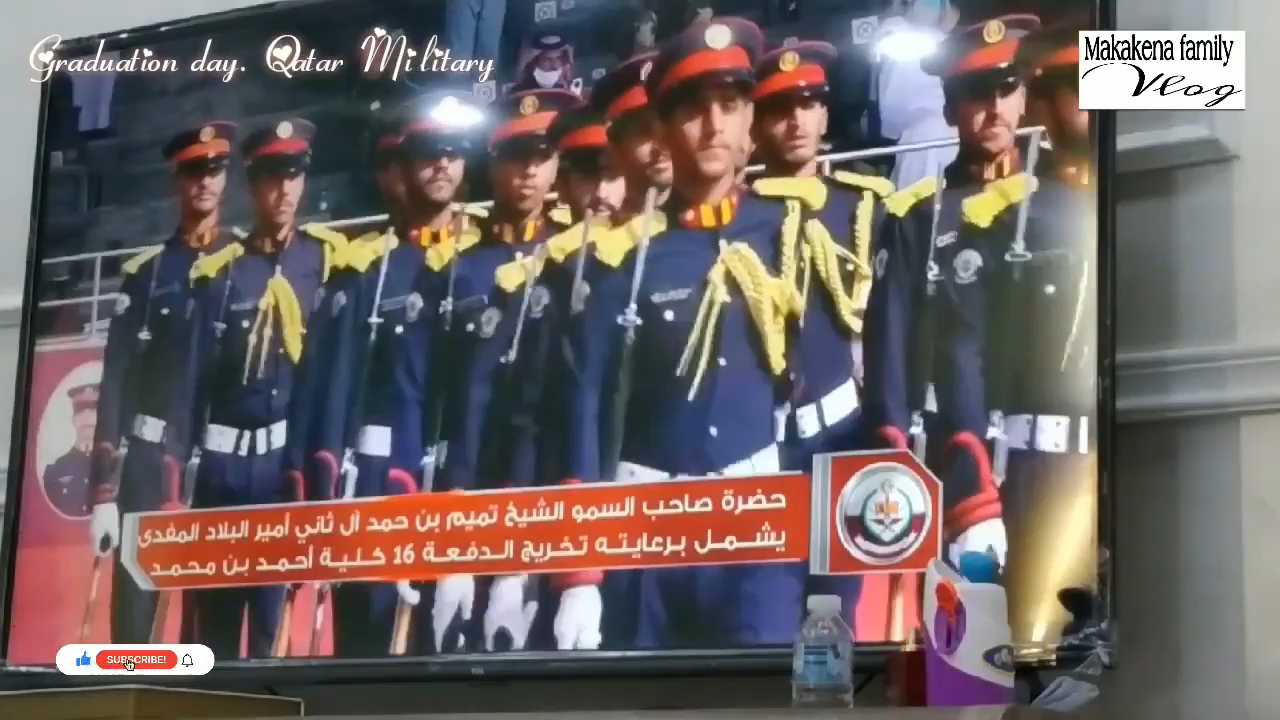 Graduation day. Qatar Military
Makakena family
Vlog
حضرة صاحب السمو الشيخ تميم بن حمد آل ثاني أمير البلاد المفدى
يشمل برعايته تخريج الدفعة 16 كلية أحمد بن محمد
SUBSCRIBE!